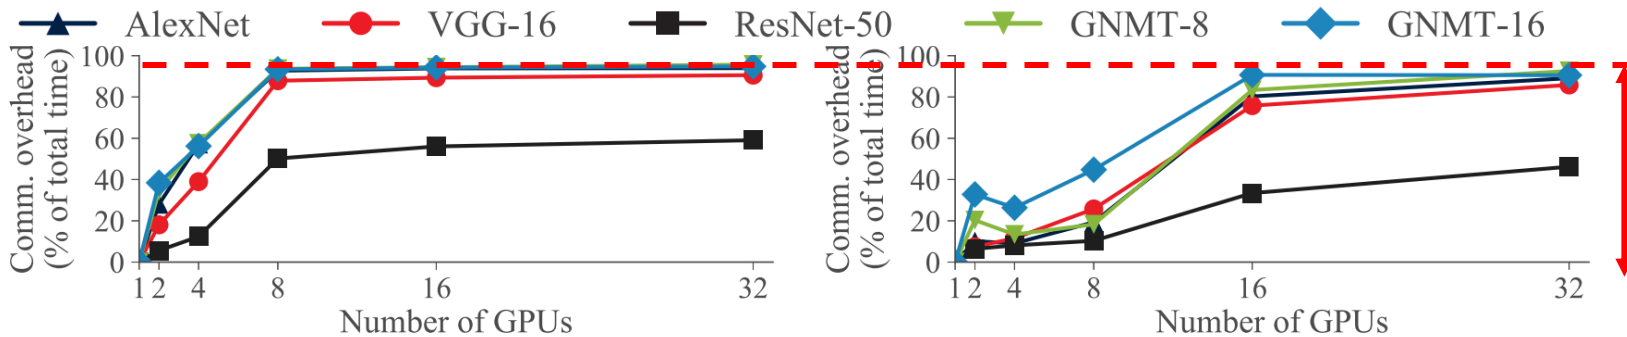 AlexNet VGG-16 ResNet-50 GNMT-8 GNMT-16
Comm. overhead
(% of total time)
100
80
60
40
20
0
1 2 4 8 16 32
Number of GPUs
Comm. overhead
(% of total time)
100
80
60
40
20
0
1 2 4 8 16 32
Number of GPUs